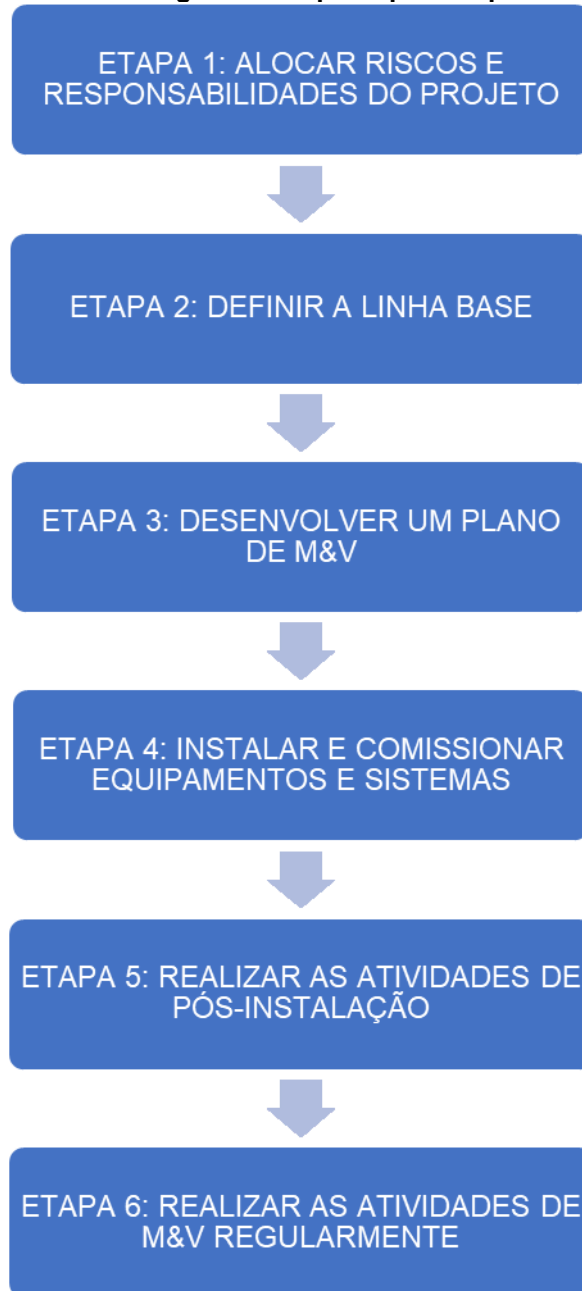 ETAPA 1: ALOCAR RISCOS E
RESPONSABILIDADES DO PROJETO
ETAPA 2: DEFINIR A LINHA BASE
ETAPA 3: DESENVOLVER UM PLANO
DE M&V
ETAPA 4: INSTALAR E COMISSIONAR
EQUIPAMENTOS E SISTEMAS
ETAPA 5: REALIZAR AS ATIVIDADES DE
PÓS-INSTALAÇÃO
ETAPA 6: REALIZAR AS ATIVIDADES DE
M&V REGULARMENTE